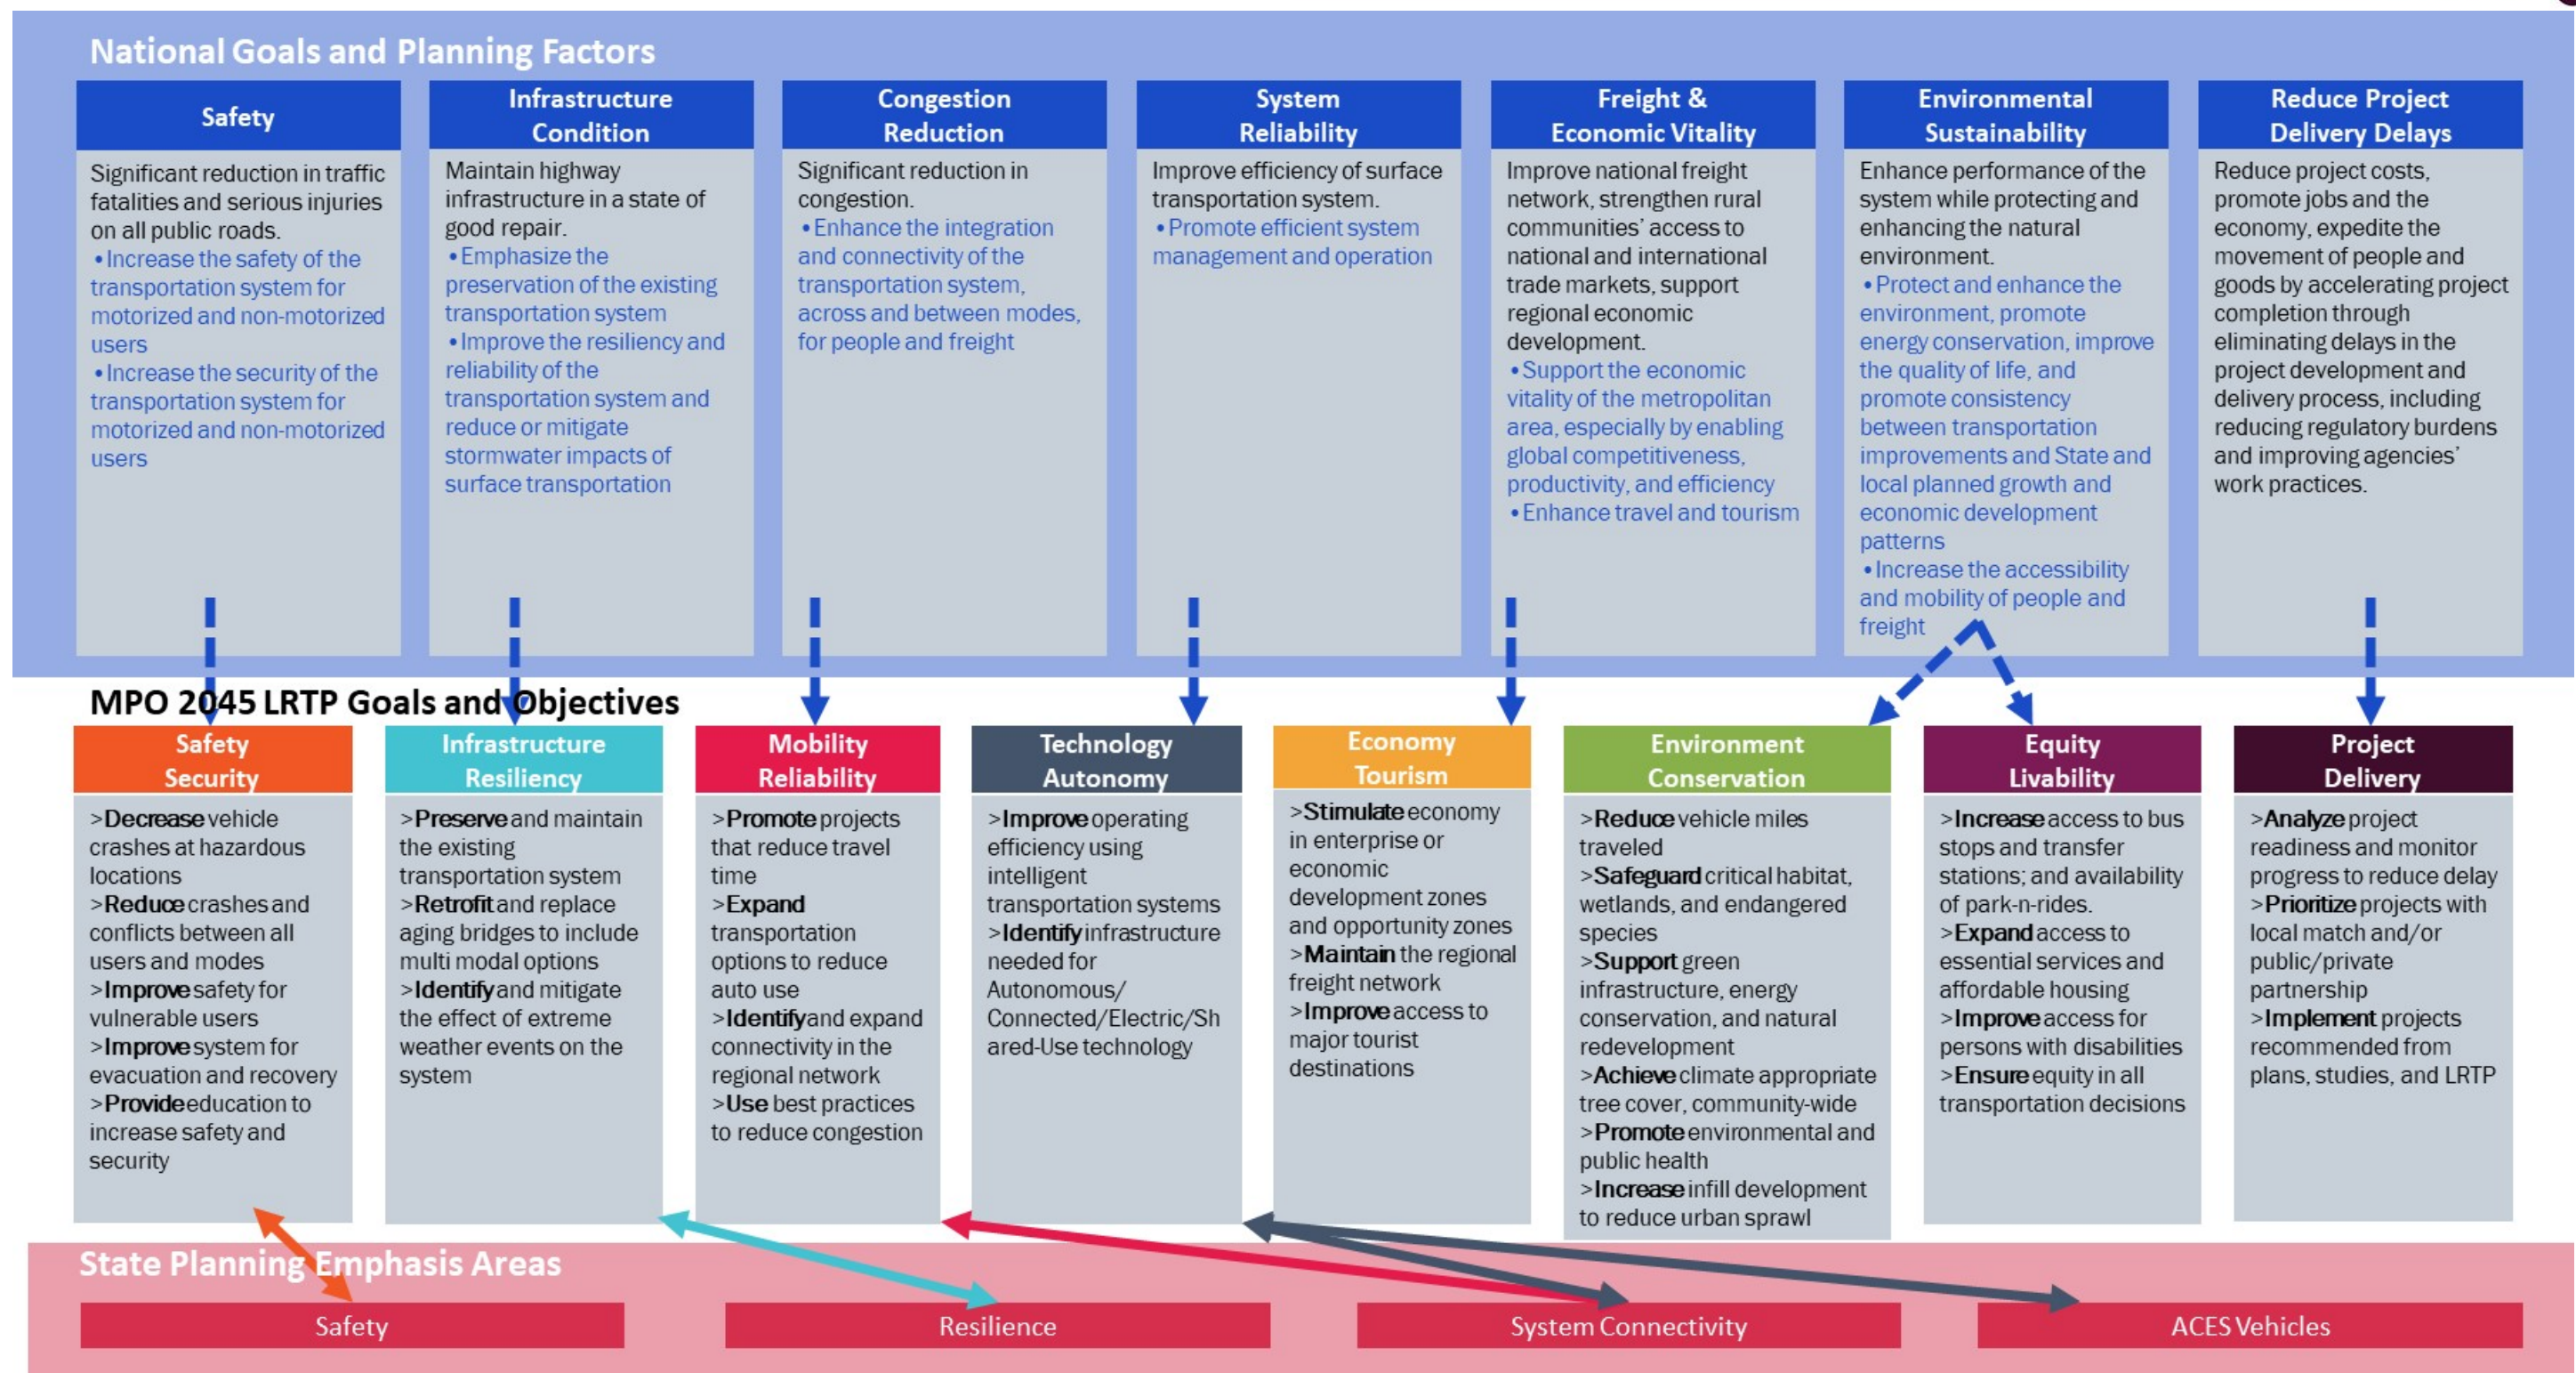 National Goals and Planning Factors
Safety
Significant reduction in traffic
fatalities and serious injuries
on all public roads.
•Increase the safety of the
transportation system for
motorized and non-motorized
users
•Increase the security of the
transportation system for
motorized and non-motorized
users
Infrastructure
Condition
Maintain highway
infrastructure in a state of
good repair.
•Emphasize the
preservation of the existing
transportation system
•Improve the resiliency and
reliability of the
transportation system and
reduce or mitigate
stormwater impacts of
surface transportation
Congestion
Reduction
Significant reduction in
congestion.
•Enhance the integration
and connectivity of the
transportation system,
across and between modes,
for people and freight
System
Reliability
Improve efficiency of surface
transportation system.
•Promote efficient system
management and operation
Freight &
Economic Vitality
Improve national freight
network, strengthen rural
communities' access to
national and international
trade markets, support
regional economic
development.
•Support the economic
vitality of the metropolitan
area, especially by enabling
global competitiveness,
productivity, and efficiency
•Enhance travel and tourism
Environmental
Sustainability
Enhance performance of the
system while protecting and
enhancing the natural
environment.
•Protect and enhance the
environment, promote
energy conservation, improve
the quality of life, and
promote consistency
between transportation
improvements and State and
local planned growth and
economic development
patterns
•Increase the accessibility
and mobility of people and
freight
Reduce Project
Delivery Delays
Reduce project costs,
promote jobs and the
economy, expedite the
movement of people and
goods by accelerating project
completion through
eliminating delays in the
project development and
delivery process, including
reducing regulatory burdens
and improving agencies'
work practices.
MPO 2045 LRTP Goals and Objectives
Safety
Security
>Decrease vehicle
crashes at hazardous
locations
>Reduce crashes and
conflicts between all
users and modes
>Improve safety for
vulnerable users
>Improve system for
evacuation and recovery
>Provide education to
increase safety and
security
Infrastructure
Resiliency
>Preserve and maintain
the existing
transportation system
>Retrofit and replace
aging bridges to include
multi modal options
>Identify and mitigate
the effect of extreme
weather events on the
system
Mobility
Reliability
>Promote projects
that reduce travel
time
>Expand
transportation
options to reduce
auto use
>Identify and expand
connectivity in the
regional network
>Use best practices
to reduce congestion
Technology
Autonomy
>Improve operating
efficiency using
intelligent
transportation systems
>Identify infrastructure
needed for
Autonomous/
Connected/Electric/Sh
ared-Use technology
Economy
Tourism
>Stimulate economy
in enterprise or
economic
development zones
and opportunity zones
>Maintain the regional
freight network
>Improve access to
major tourist
destinations
Environment
Conservation
>Reduce vehicle miles
traveled
>Safeguard critical habitat,
wetlands, and endangered
species
>Support green
infrastructure, energy
conservation, and natural
redevelopment
>Achieve climate appropriate
tree cover, community-wide
>Promote environmental and
public health
>Increase infill development
to reduce urban sprawl
Equity
Livability
>Increase access to bus
stops and transfer
stations; and availability
of park-n-rides.
>Expand access to
essential services and
affordable housing
>Improve access for
persons with disabilities
>Ensure equity in all
transportation decisions
Project
Delivery
>Analyze project
readiness and monitor
progress to reduce delay
>Prioritize projects with
local match and/or
public/private
partnership
>Implement projects
recommended from
plans, studies, and LRTP
State Planning Emphasis Areas
Safety
Resilience
System Connectivity
ACES Vehicles